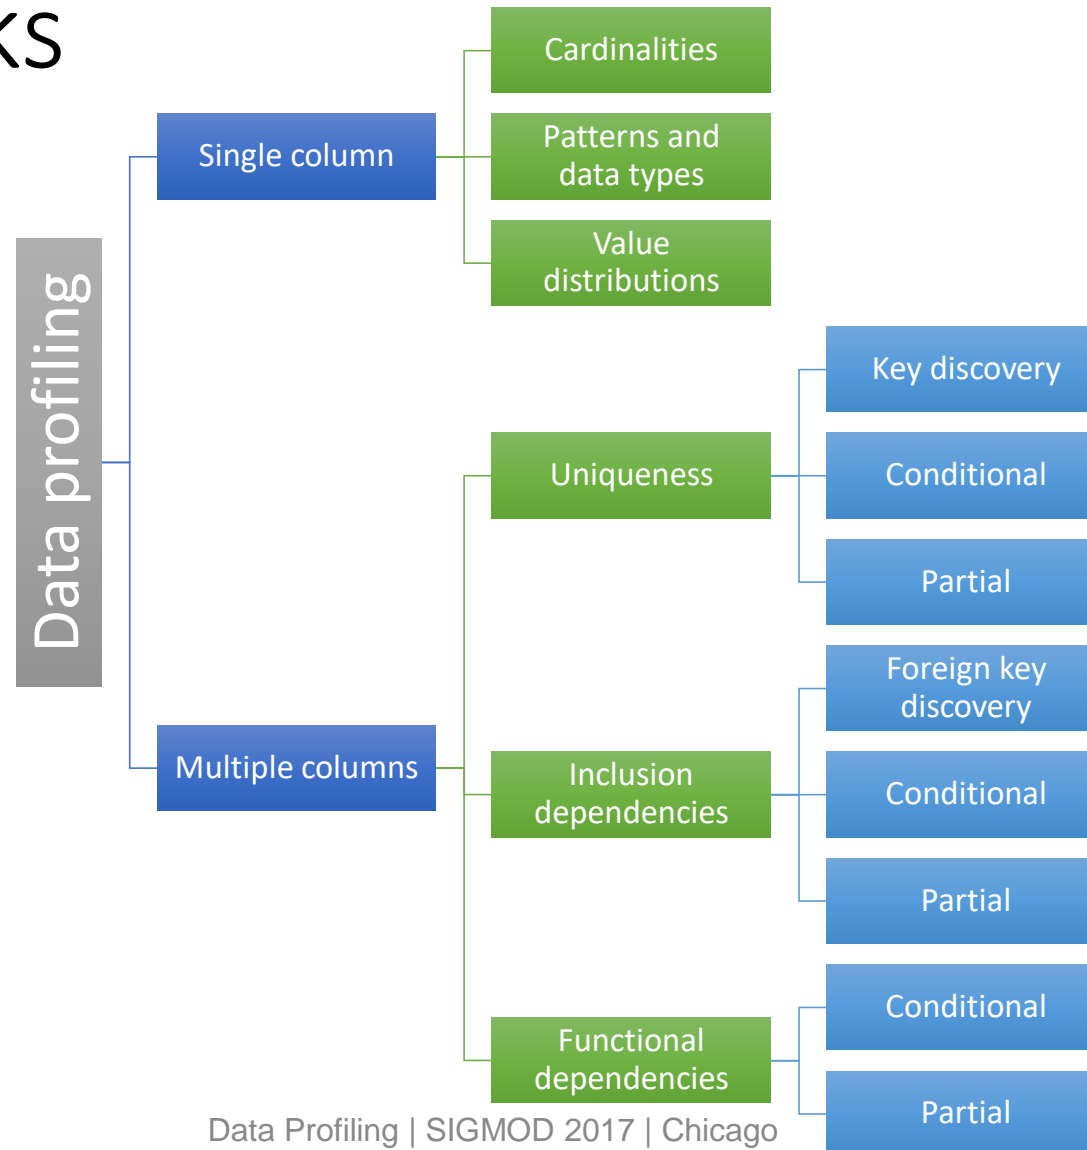 ks
Data profiling
Single column
Cardinalities
Patterns and
data types
Value
distributions
Multiple columns
Uniqueness
Key discovery
Conditional
Partial
Inclusion
dependencies
Foreign key
discovery
Conditional
Partial
Functional
dependencies
Conditional
Partial
Data Profiling | SIGMOD 2017 | Chicago